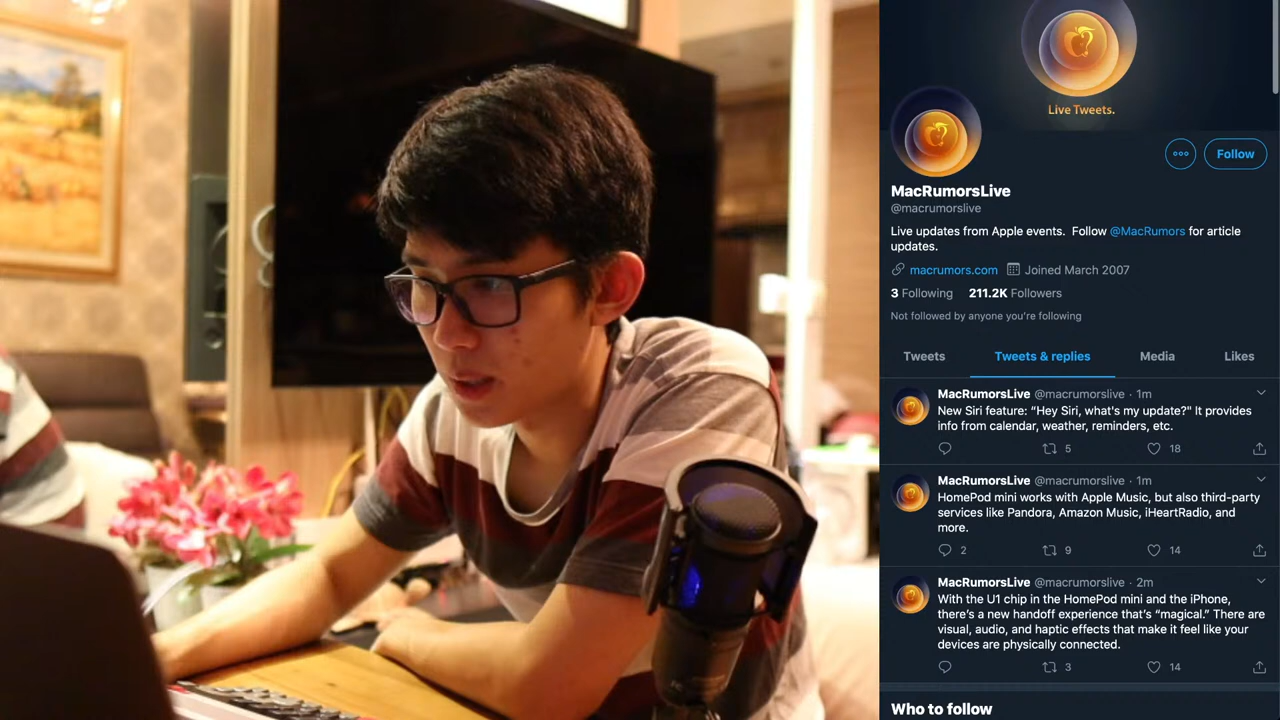 Live Tweets.
Follow
MacRumorsLive
@macrumorslive
Live updates from Apple events.  Follow @MacRumors for article
updates.
macrumors.com Joined March 2007
3 Following 211.2K Followers
Not followed by anyone you're following
Tweets Tweets & replies Media Likes
MacRumorsLive @macrumorslive · 1m
New Siri feature: “Hey Siri, what's my update?" It provides
info from calendar, weather, reminders, etc.
5 18
MacRumorsLive @macrumorslive · 1m
HomePod mini works with Apple Music, but also third-party
services like Pandora, Amazon Music, iHeartRadio, and
more.
2 9 14
MacRumorsLive @macrumorslive · 2m
With the U1 chip in the HomePod mini and the iPhone,
there's a new handoff experience that's “magical.” There are
visual, audio, and haptic effects that make it feel like your
devices are physically connected.
3 14
Who to follow